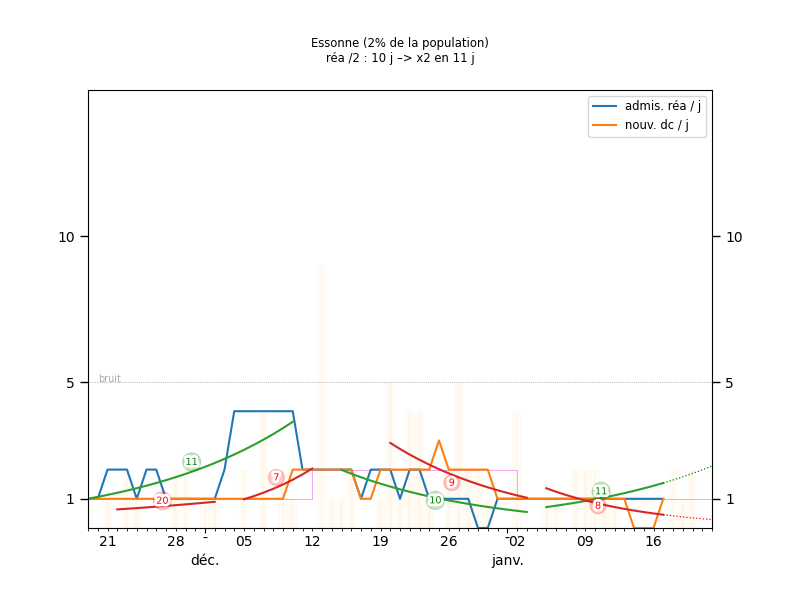 Essonne (2% de la population)
réa /2 : 10 j –> x2 en 11 j
admis. réa / j
nouv. dc / j
10 10
5 bruit 5
11 20 7 9 10 11 8
1 1
21 28 05 12 19 26 02 09 16
déc. janv.